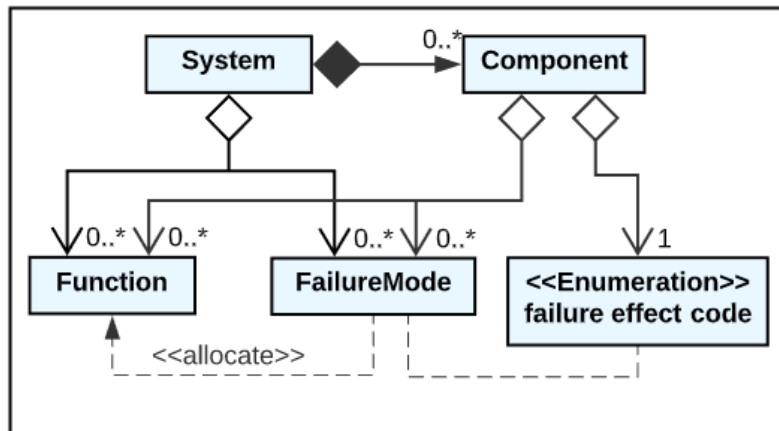 System
0..*
Component
0..*
0..*
0..*
0..*
1
Function
FailureMode
<<Enumeration>>
failure effect code
<<allocate>>